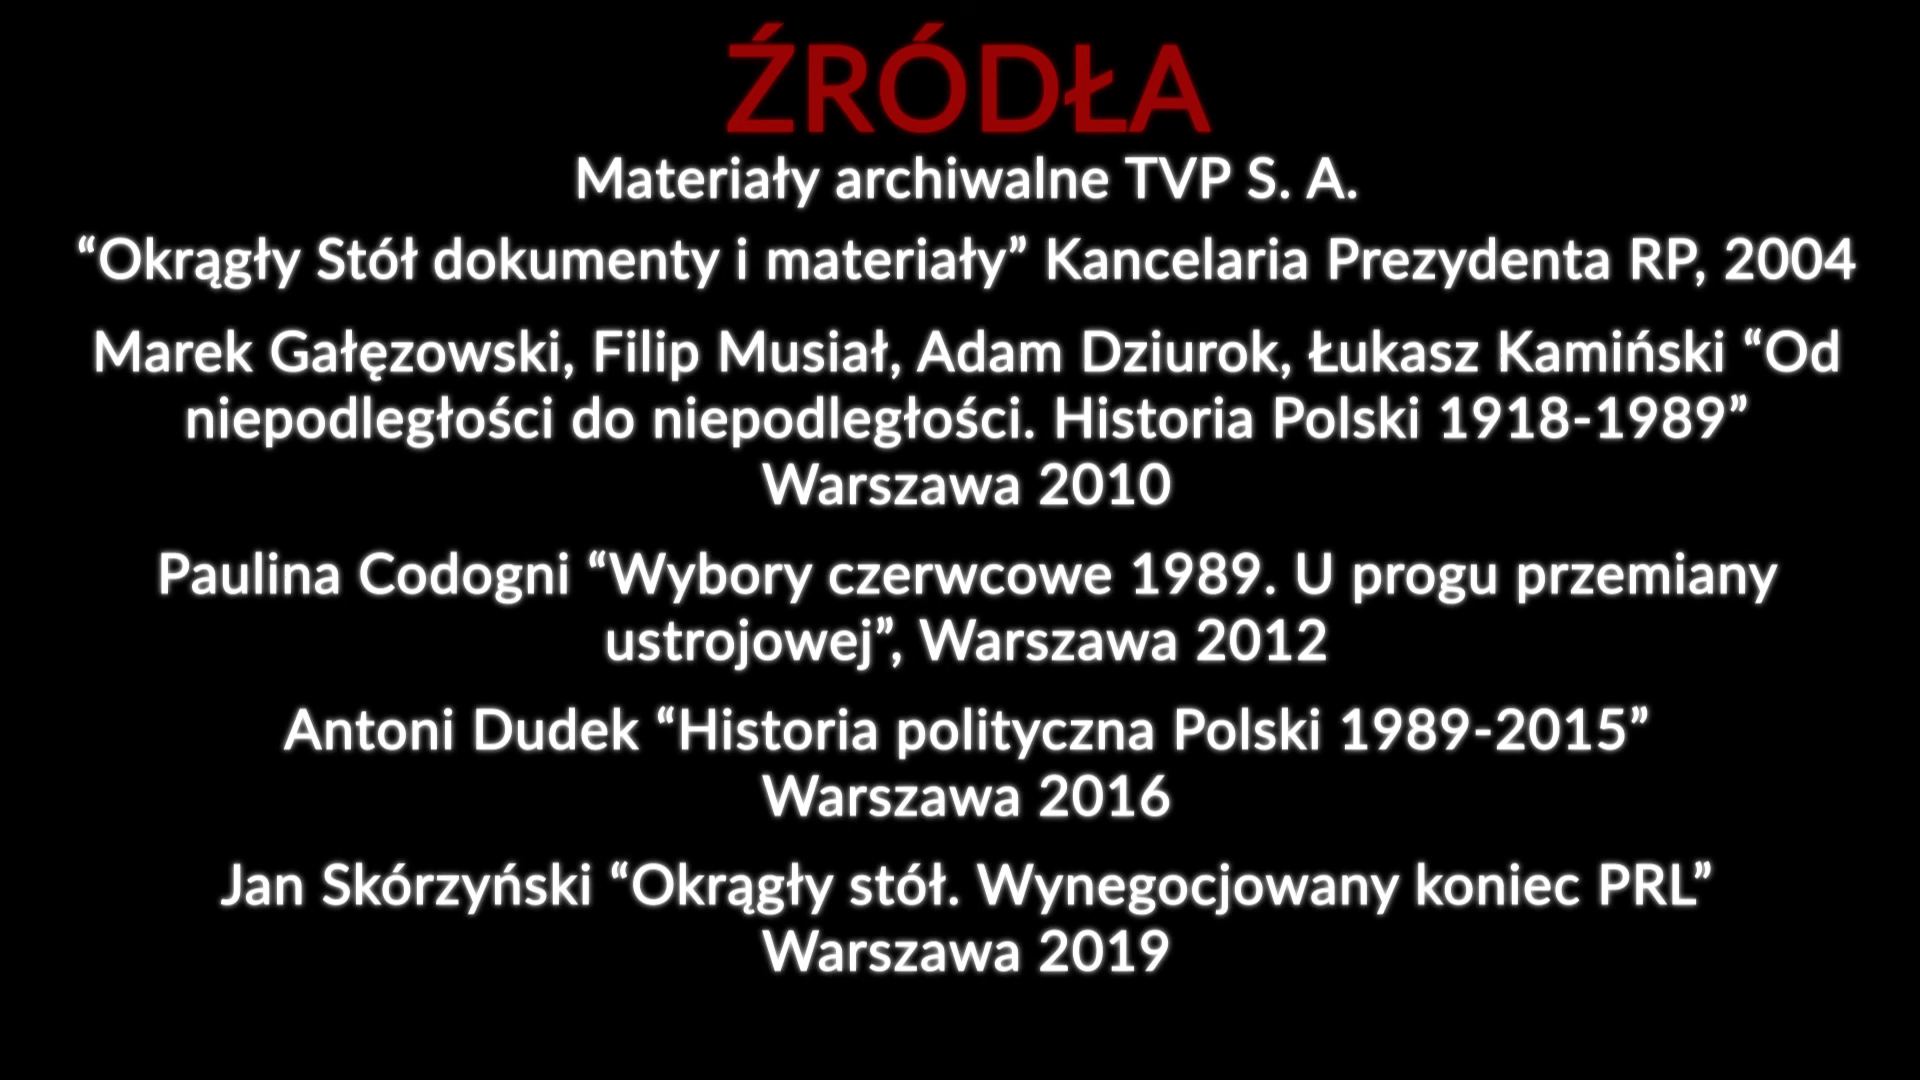 ŹRÓDŁA
Materiały archiwalne TVP S. A.
“Okrągły Stół dokumenty i materiały” Kancelaria Prezydenta RP, 2004
Marek Gałęzowski, Filip Musiał, Adam Dziurok, Łukasz Kamiński “Od
niepodległości do niepodległości. Historia Polski 1918-1989”
Warszawa 2010
Paulina Codogni “Wybory czerwcowe 1989. U progu przemiany
ustrojowej”, Warszawa 2012
Antoni Dudek “Historia polityczna Polski 1989-2015”
Warszawa 2016
Jan Skórzyński “Okrągły stół. Wynegocjowany koniec PRL”
Warszawa 2019